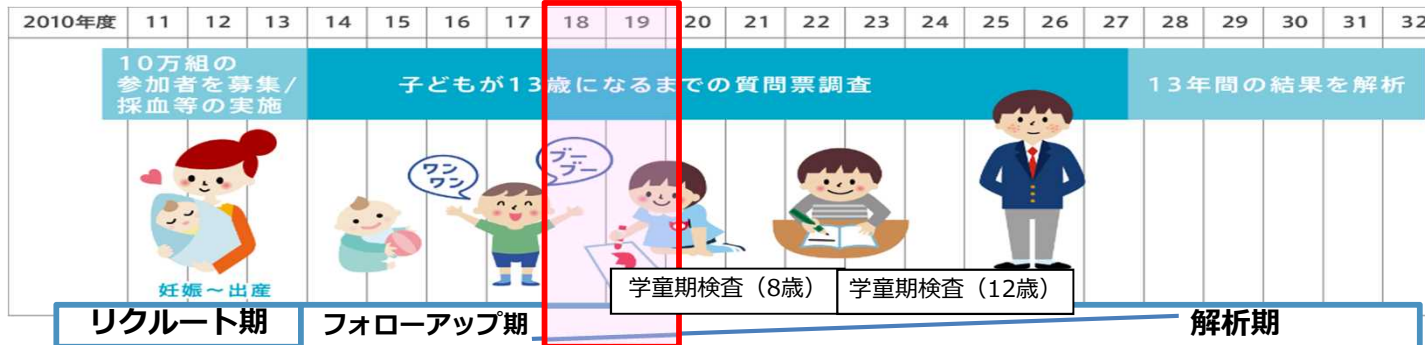 2010年度 11 12 13 14 15 16 17 18 19 20 21 22 23 24 25 26 27 28 29 30 31 32
10万組の
参加者を募集/
採血等の実施
子どもが13歳になるまでの質問票調査
13年間の結果を解析
ワン
ワン
ブー
ブー
妊娠～出産
学童期検査（8歳）
学童期検査（12歳）
リクルート期
フォローアップ期
解析期